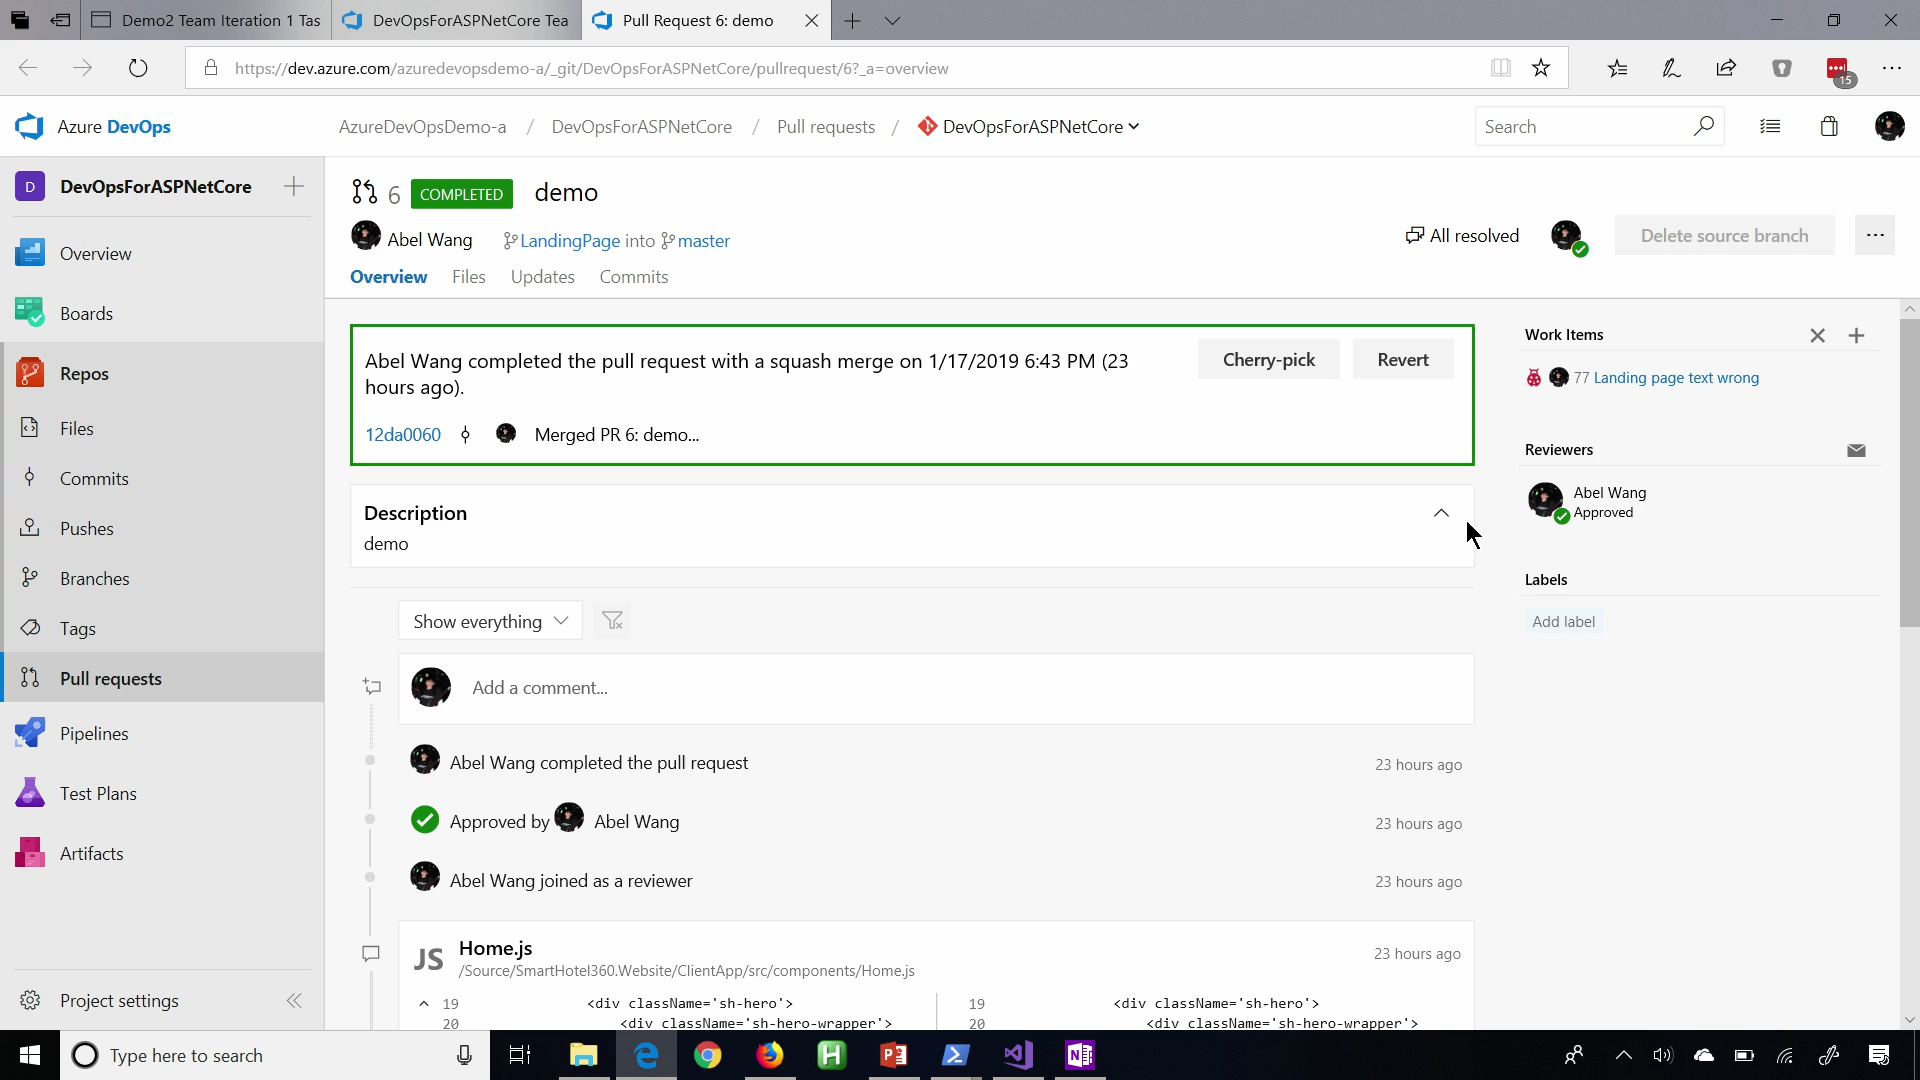 Demo2 Team Iteration 1 Tas
DevOpsForASPNetCore Tea
Pull Request 6: demo
https://dev.azure.com/azuredevopsdemo-a/_git/DevOpsForASPNetCore/pullrequest/6?_a=overview
15
Azure DevOps
AzureDevOpsDemo-a / DevOpsForASPNetCore / Pull requests / DevOpsForASPNetCore
Search
D DevOpsForASPNetCore
Overview
Boards
Repos
Files
Commits
Pushes
Branches
Tags
Pull requests
Pipelines
Test Plans
Artifacts
Project settings
6 COMPLETED demo
Abel Wang LandingPage into master
All resolved
Delete source branch
Overview Files Updates Commits
Abel Wang completed the pull request with a squash merge on 1/17/2019 6:43 PM (23
hours ago).
Cherry-pick
Revert
12da0060 Merged PR 6: demo...
Description
demo
Show everything
Add a comment...
Abel Wang completed the pull request 23 hours ago
Approved by Abel Wang 23 hours ago
Abel Wang joined as a reviewer 23 hours ago
JS Home.js 23 hours ago
/Source/SmartHotel360.Website/ClientApp/src/components/Home.js
19 <div className='sh-hero'> 19 <div className='sh-hero'>
20 <div className='sh-hero-wrapper'> 20 <div className='sh-hero-wrapper'>
Work Items
77 Landing page text wrong
Reviewers
Abel Wang
Approved
Labels
Add label
Type here to search